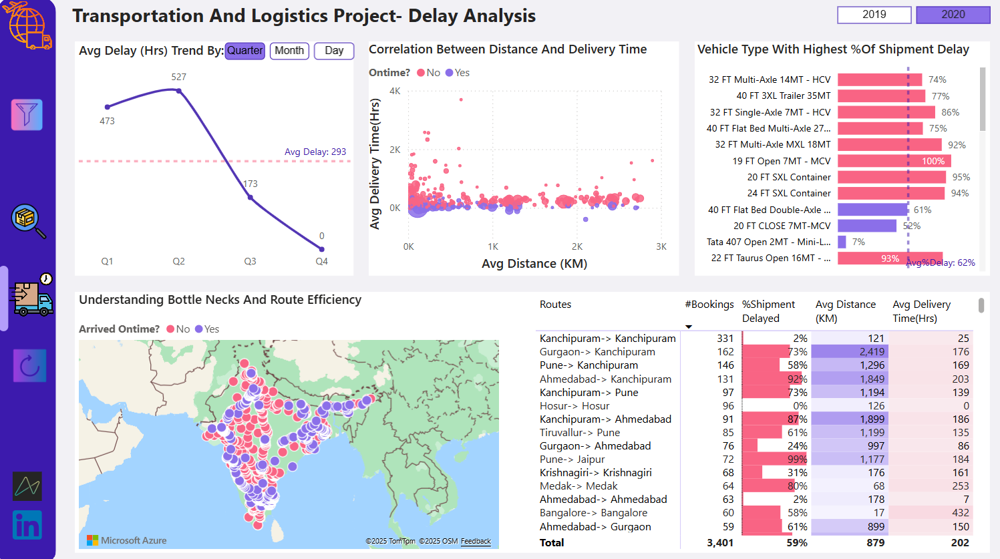 Transportation And Logistics Project- Delay Analysis
2019
2020
Avg Delay (Hrs) Trend By:
Quarter
Month
Day
527
473
Avg Delay: 293
173
0
Q1
Q2
Q3
Q4
Correlation Between Distance And Delivery Time
Ontime? No Yes
Avg Delivery Time(Hrs)
4K
2K
0K
0K
1K
2K
3K
Avg Distance (KM)
Vehicle Type With Highest %Of Shipment Delay
32 FT Multi-Axle 14MT - HCV 74%
40 FT 3XL Trailer 35MT 77%
32 FT Single-Axle 7MT - HCV 86%
40 FT Flat Bed Multi-Axle 27... 75%
32 FT Multi-Axle MXL 18MT 92%
19 FT Open 7MT - MCV 100%
20 FT SXL Container 95%
24 FT SXL Container 94%
40 FT Flat Bed Double-Axle ... 61%
20 FT CLOSE 7MT-MCV 52%
Tata 407 Open 2MT - Mini-L... 7%
22 FT Taurus Open 16MT - ... 93%
Avg%Delay: 62%
Understanding Bottle Necks And Route Efficiency
Arrived Ontime? No Yes
Microsoft Azure
©2025 TomTom ©2025 OSM Feedback
Routes #Bookings %Shipment Delayed Avg Distance (KM) Avg Delivery Time(Hrs)
Kanchipuram-> Kanchipuram 331 2% 121 25
Gurgaon-> Kanchipuram 162 73% 2,419 176
Pune-> Kanchipuram 146 58% 1,296 169
Ahmedabad-> Kanchipuram 131 92% 1,849 203
Kanchipuram-> Pune 97 73% 1,194 139
Hosur-> Hosur 96 0% 126 0
Kanchipuram-> Ahmedabad 91 87% 1,899 186
Tiruvallur-> Pune 85 61% 1,199 135
Gurgaon-> Ahmedabad 76 24% 997 86
Pune-> Jaipur 72 99% 1,177 184
Krishnagiri-> Krishnagiri 68 31% 176 161
Medak-> Medak 64 80% 68 253
Ahmedabad-> Ahmedabad 63 2% 178 7
Bangalore-> Bangalore 60 58% 17 432
Ahmedabad-> Gurgaon 59 61% 899 150
Total 3,401 59% 879 202
in